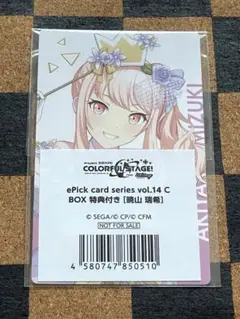 COLORFUL STAGE!
ePick card series vol.14 C
BOX 特典付き [暁山 瑞希]
© SEGA/© CP/© CFM
NOT FOR SALE
4 580747 850510
MIZUKI